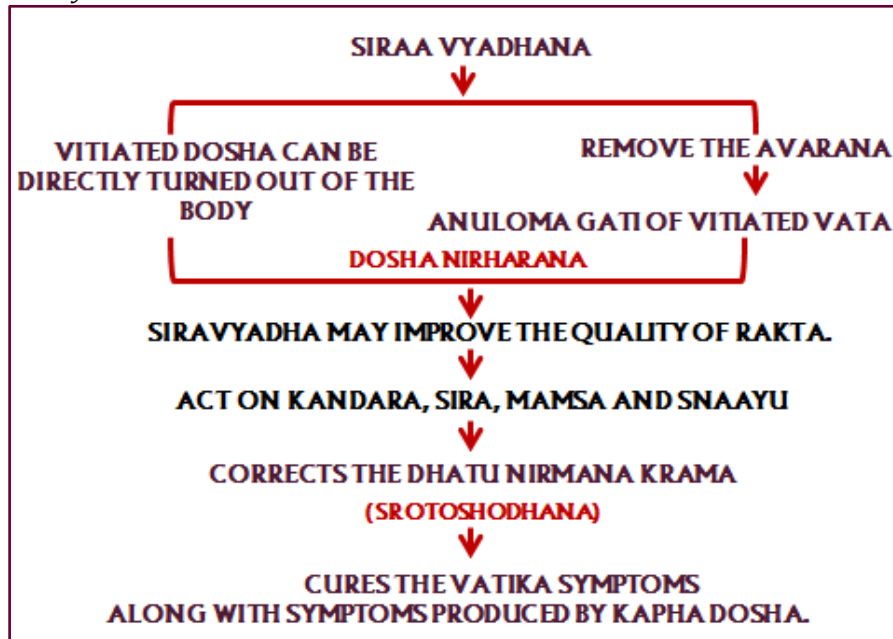 SIRAA VYADHANA
VITIATED DOSHA CAN BE
DIRECTLY TURNED OUT OF THE
BODY
REMOVE THE AVARANA
ANULOMA GATI OF VITIATED VATA
DOSHA NIRHARANA
SIRAVYADHA MAY IMPROVE THE QUALITY OF RAKTA.
ACT ON KANDARA, SIRA, MAMSA AND SNAAYU
CORRECTS THE DHATU NIRMANA KRAMA
(SROTOSHODHANA)
CURES THE VATIKA SYMPTOMS
ALONG WITH SYMPTOMS PRODUCED BY KAPHA DOSHA.